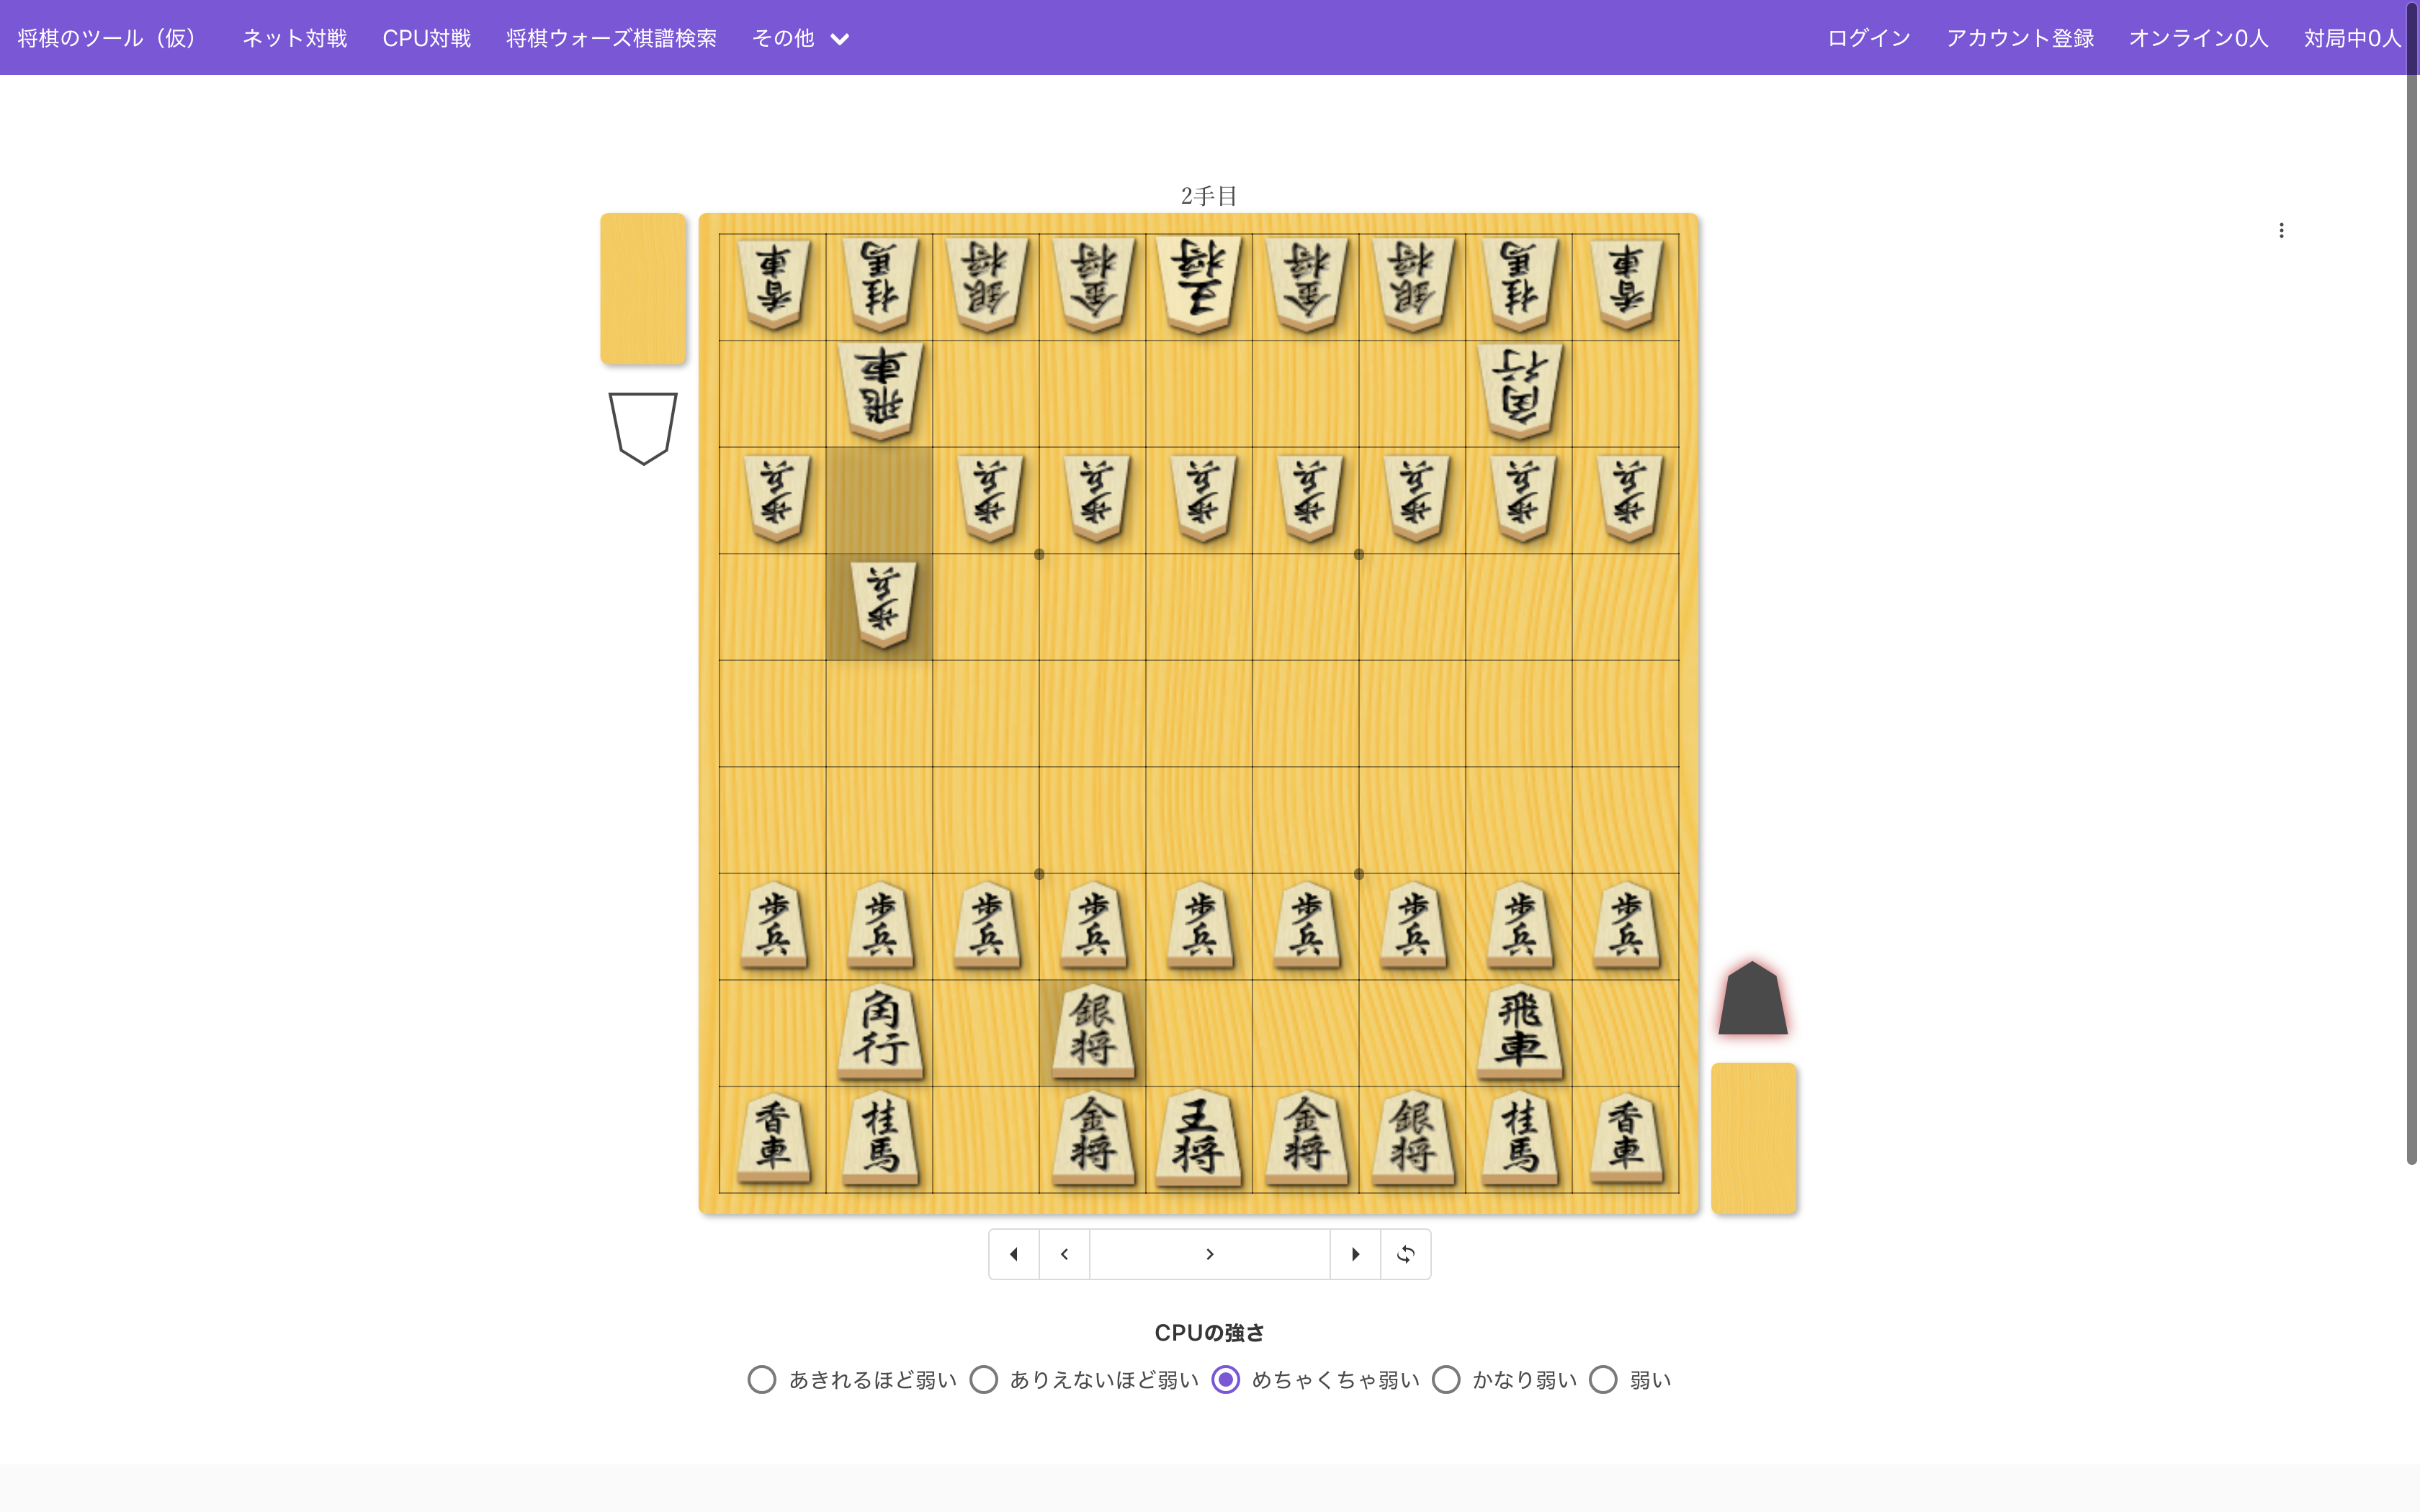 将棋のツール（仮） ネット対戦 CPU対戦 将棋ウォーズ棋譜検索 その他 ログイン アカウント登録 オンライン0人 対局中0人
2手目
香車 桂馬 銀将 金将 王将 金将 銀将 桂馬 香車
飛車 角行
歩兵 歩兵 歩兵 歩兵 歩兵 歩兵 歩兵 歩兵
歩兵
歩兵 歩兵 歩兵 歩兵 歩兵 歩兵 歩兵 歩兵 歩兵
角行 銀将 飛車
香車 桂馬 金将 王将 金将 銀将 桂馬 香車
CPUの強さ
あきれるほど弱い ありえないほど弱い めちゃくちゃ弱い かなり弱い 弱い